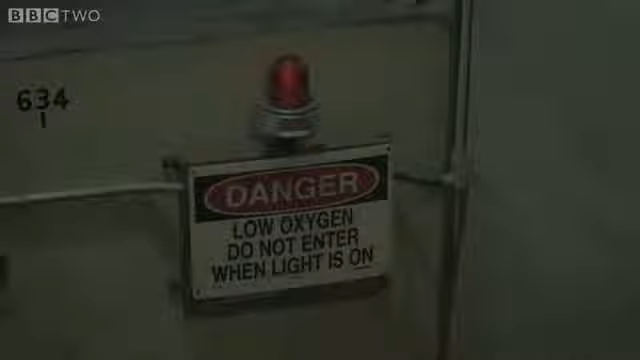 BBC TWO
634
DANGER
LOW OXYGEN
DO NOT ENTER
WHEN LIGHT IS ON